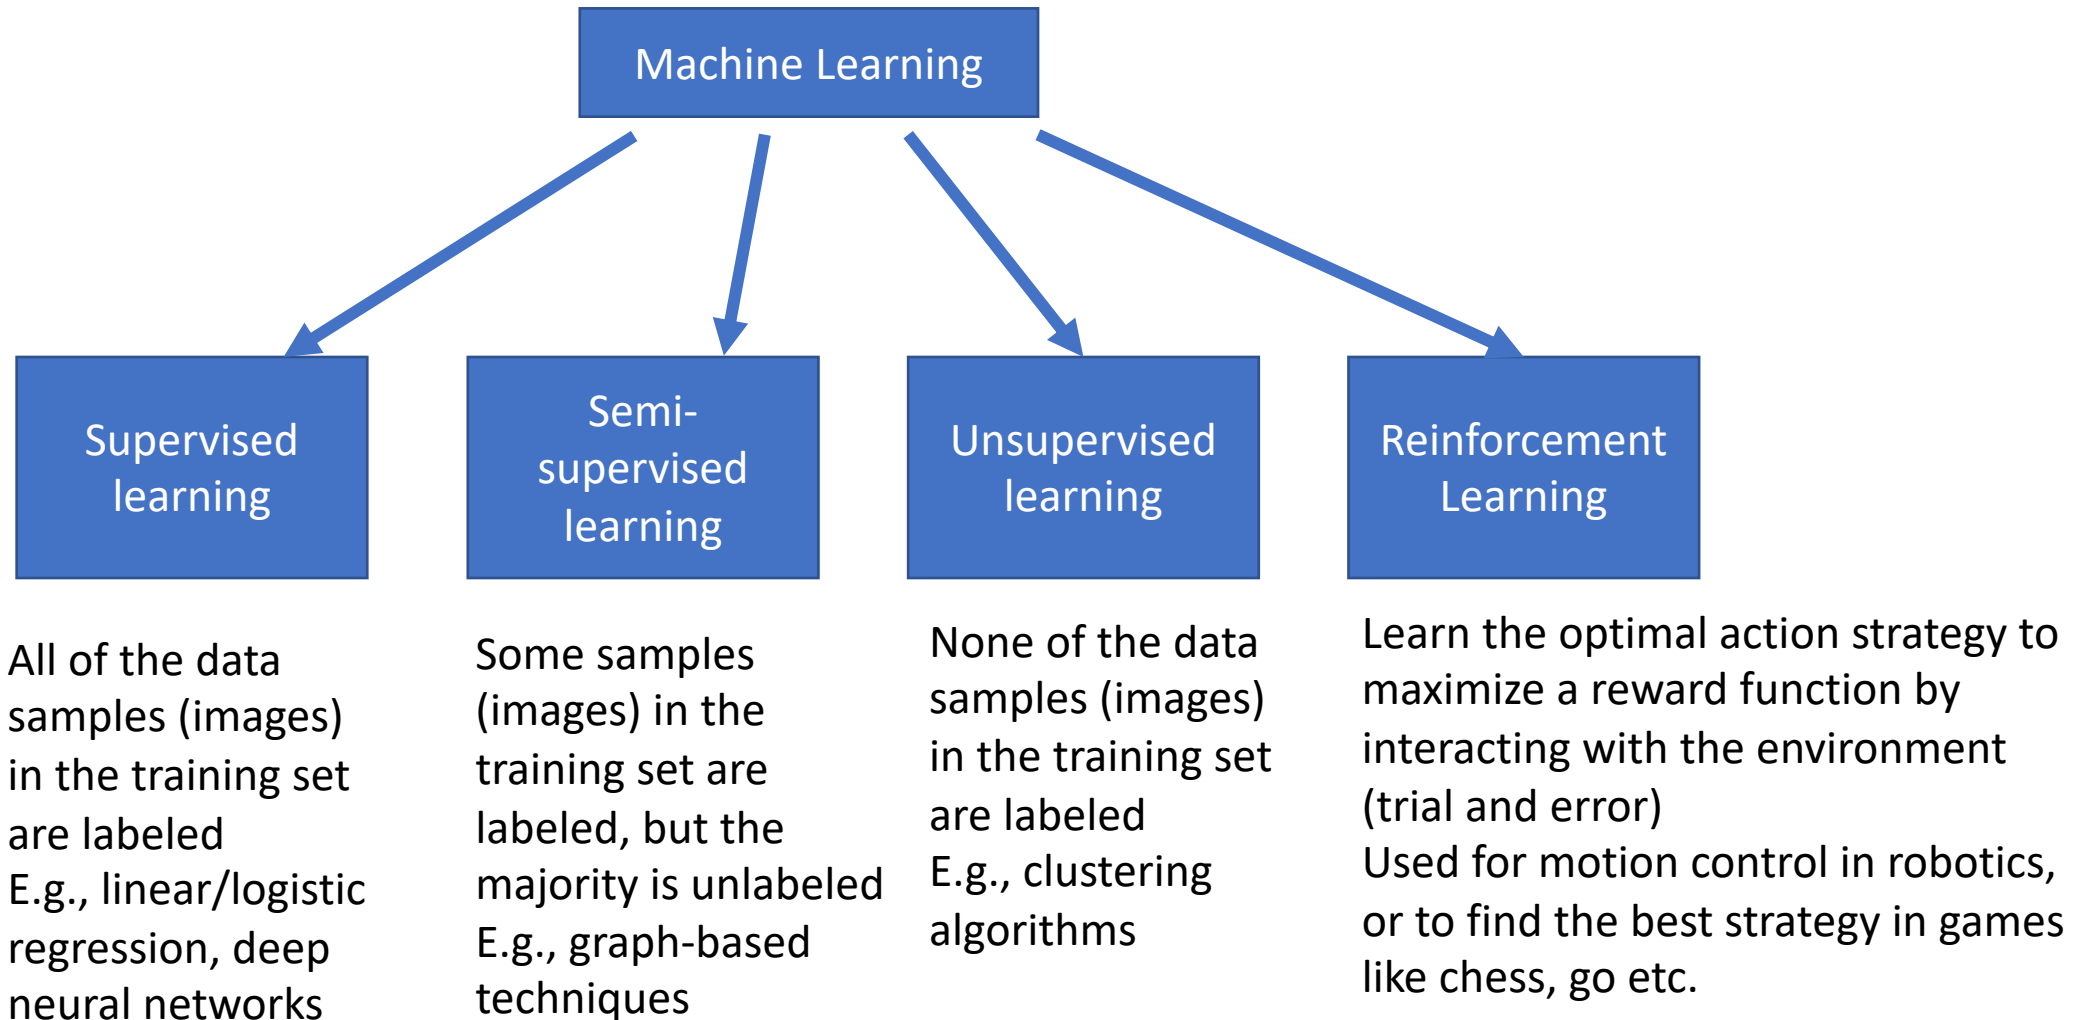 Machine Learning
Supervised
learning
Semi-
supervised
learning
Unsupervised
learning
Reinforcement
Learning
All of the data
samples (images)
in the training set
are labeled
E.g., linear/logistic
regression, deep
neural networks
Some samples
(images) in the
training set are
labeled, but the
majority is unlabeled
E.g., graph-based
techniques
None of the data
samples (images)
in the training set
are labeled
E.g., clustering
algorithms
Learn the optimal action strategy to
maximize a reward function by
interacting with the environment
(trial and error)
Used for motion control in robotics,
or to find the best strategy in games
like chess, go etc.